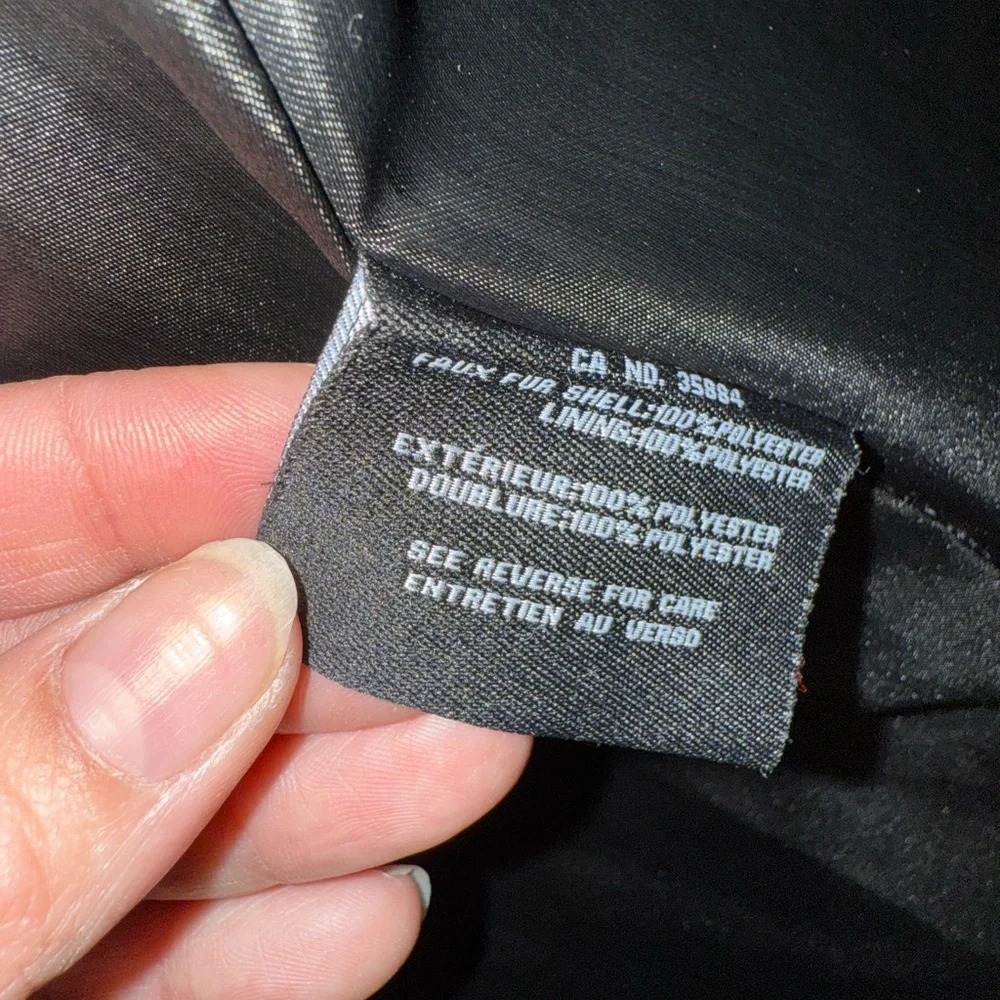 CA NO. 35884
FAUX FUR SHELL:100%POLYESTER
LINING:100%POLYESTER
EXTÉRIEUR:100% POLYESTER
DOUBLURE:100% POLYESTER
SEE REVERSE FOR CARE
ENTRETIEN AU VERSO